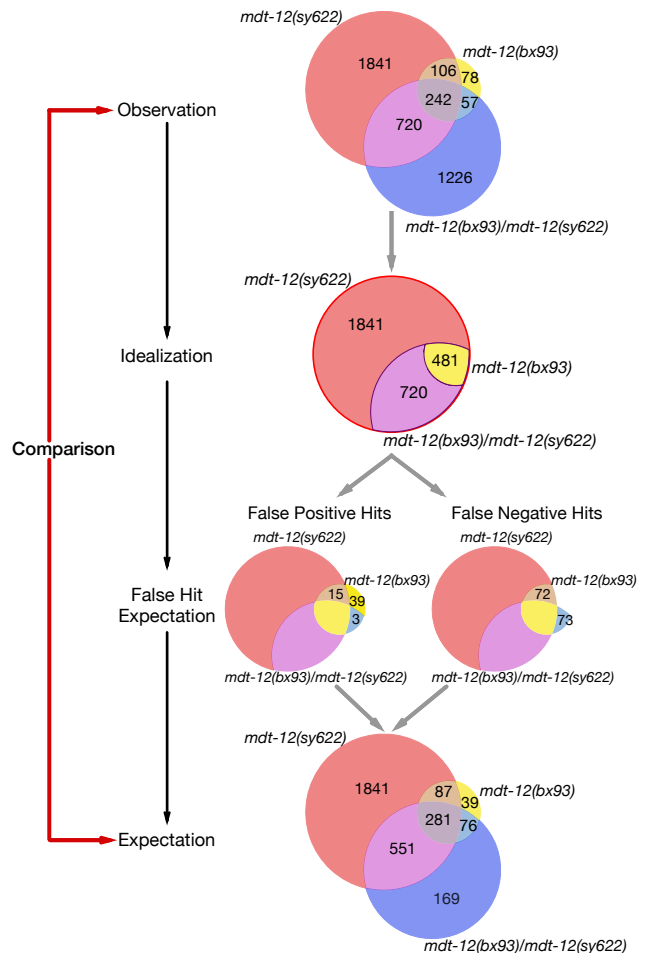 mdt-12(sy622)
mdt-12(bx93)
1841
106
78
242
57
720
1226
Observation
mdt-12(bx93)/mdt-12(sy622)
mdt-12(sy622)
1841
481
mdt-12(bx93)
720
Idealization
mdt-12(bx93)/mdt-12(sy622)
Comparison
False Positive Hits
False Negative Hits
mdt-12(sy622)
mdt-12(sy622)
mdt-12(bx93)
mdt-12(bx93)
15
39
3
72
73
False Hit
Expectation
mdt-12(bx93)/mdt-12(sy622)
mdt-12(bx93)/mdt-12(sy622)
mdt-12(sy622)
1841
87
mdt-12(bx93)
39
281
76
551
169
Expectation
mdt-12(bx93)/mdt-12(sy622)